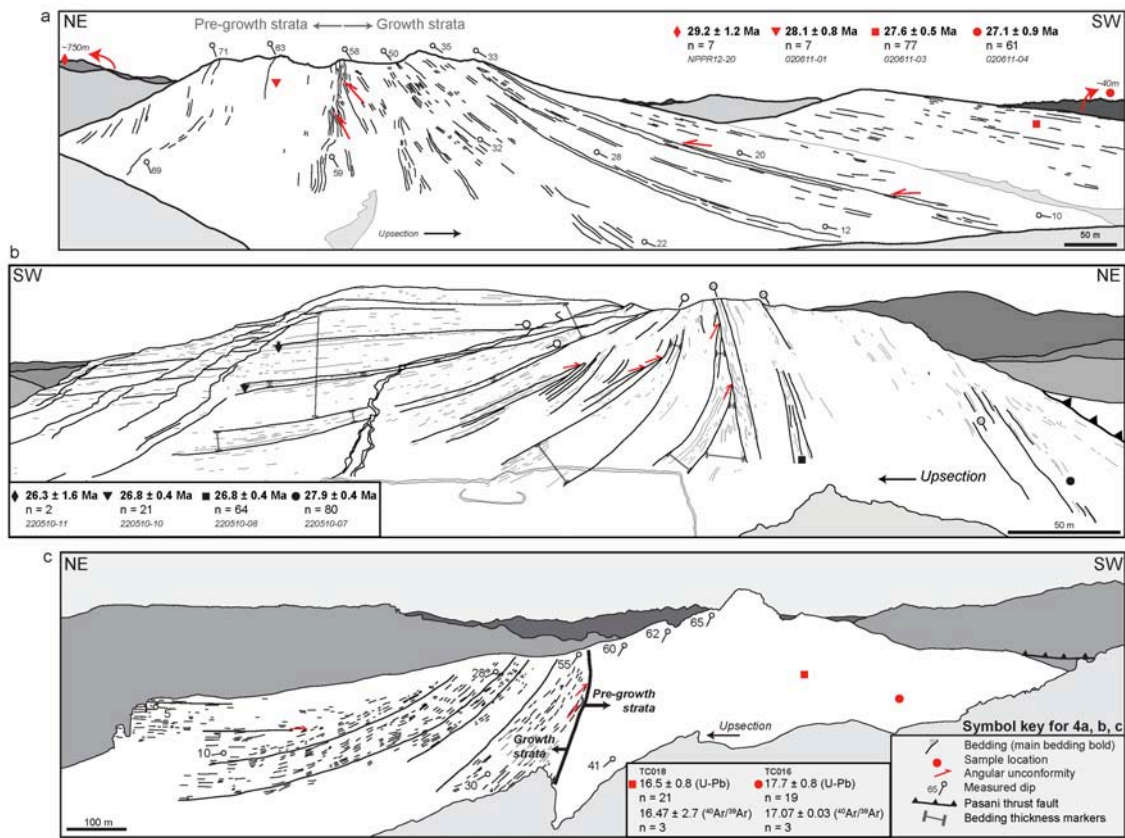 a
NE
Pre-growth strata
Growth strata
SW
29.2 ± 1.2 Ma
n = 7
NPPR12-20
28.1 ± 0.8 Ma
n = 7
020611-01
27.6 ± 0.5 Ma
n = 77
020611-03
27.1 ± 0.9 Ma
n = 61
020611-04
~750m
71
63
58
50
35
33
~40m
89
59
32
28
20
10
12
22
Upsection
50 m
b
SW
NE
26.3 ± 1.6 Ma
n = 2
220510-11
26.8 ± 0.4 Ma
n = 21
220510-10
26.8 ± 0.4 Ma
n = 64
220510-08
27.9 ± 0.4 Ma
n = 80
220510-07
Upsection
50 m
c
NE
SW
65
62
60
55
28
5
10
30
41
Pre-growth
strata
Growth
strata
Upsection
100 m
TC018
16.5 ± 0.8 (U-Pb)
n = 21
16.47 ± 2.7 (⁴⁰Ar/³⁹Ar)
n = 3
TC016
17.7 ± 0.8 (U-Pb)
n = 19
17.07 ± 0.03 (⁴⁰Ar/³⁹Ar)
n = 3
Symbol key for 4a, b, c
Bedding (main bedding bold)
Sample location
Angular unconformity
65 Measured dip
Pasani thrust fault
Bedding thickness markers